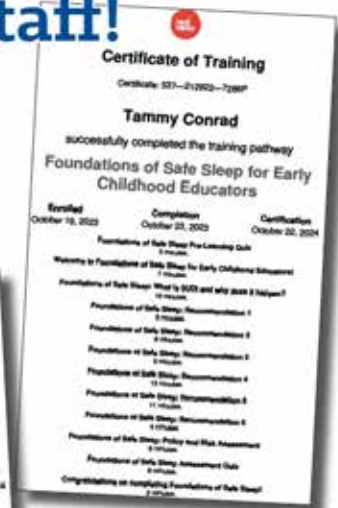 taff!
Certificate of Training
Tammy Conrad
successfully completed the training pathway
Foundations of Safe Sleep for Early
Childhood Educators
Enrolled
October 19, 2023
Completion
October 23, 2023
Certification
October 22, 2024
Foundations of Safe Sleep Pre-Learning Quiz
Welcome to Foundations of Safe Sleep for Early Childhood Educators!
Foundations of Safe Sleep: What is SUDI and why does it happen?
Foundations of Safe Sleep: Recommendation 1
Foundations of Safe Sleep: Recommendation 2
Foundations of Safe Sleep: Recommendation 3
Foundations of Safe Sleep: Recommendation 4
Foundations of Safe Sleep: Recommendation 5
Foundations of Safe Sleep: Recommendation 6
Foundations of Safe Sleep: Policy and Risk Assessment
Foundations of Safe Sleep Assessment Quiz
Congratulations on completing Foundations of Safe Sleep!